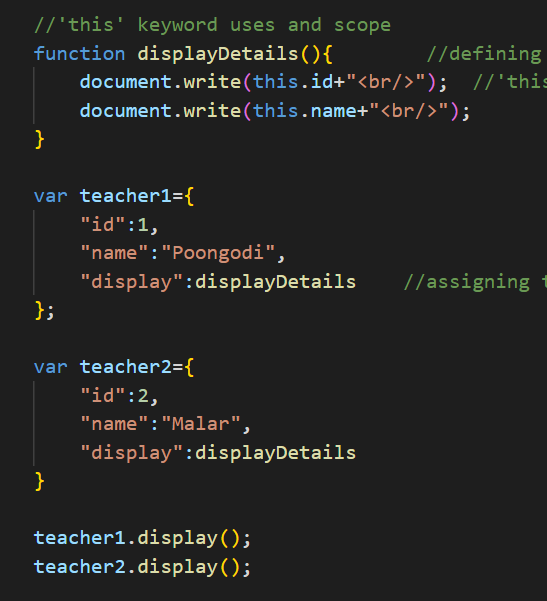 //'this' keyword uses and scope
function displayDetails(){        //defining
    document.write(this.id+"<br/>");  //'this
    document.write(this.name+"<br/>");
}

var teacher1={
    "id":1,
    "name":"Poongodi",
    "display":displayDetails    //assigning
};

var teacher2={
    "id":2,
    "name":"Malar",
    "display":displayDetails
}

teacher1.display();
teacher2.display();